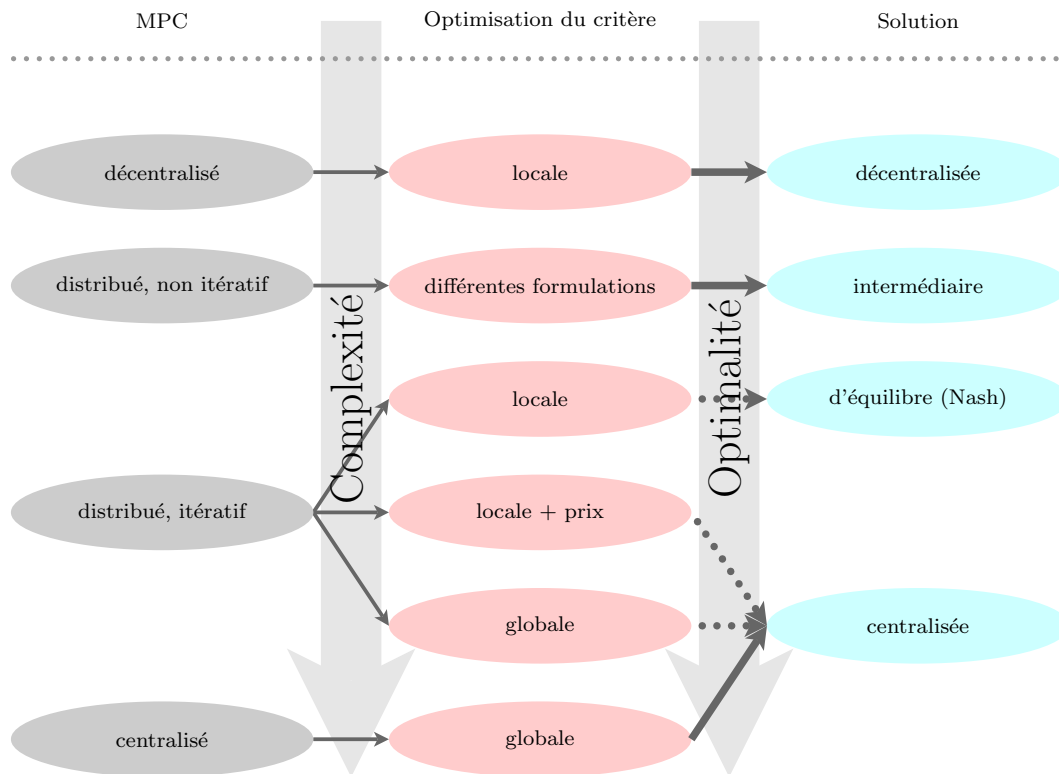 MPC
Optimisation du critère
Solution
décentralisé
locale
décentralisée
distribué, non itératif
différentes formulations
intermédiaire
Complexité
Optimalité
locale
d'équilibre (Nash)
distribué, itératif
locale + prix
globale
centralisée
centralisé
globale